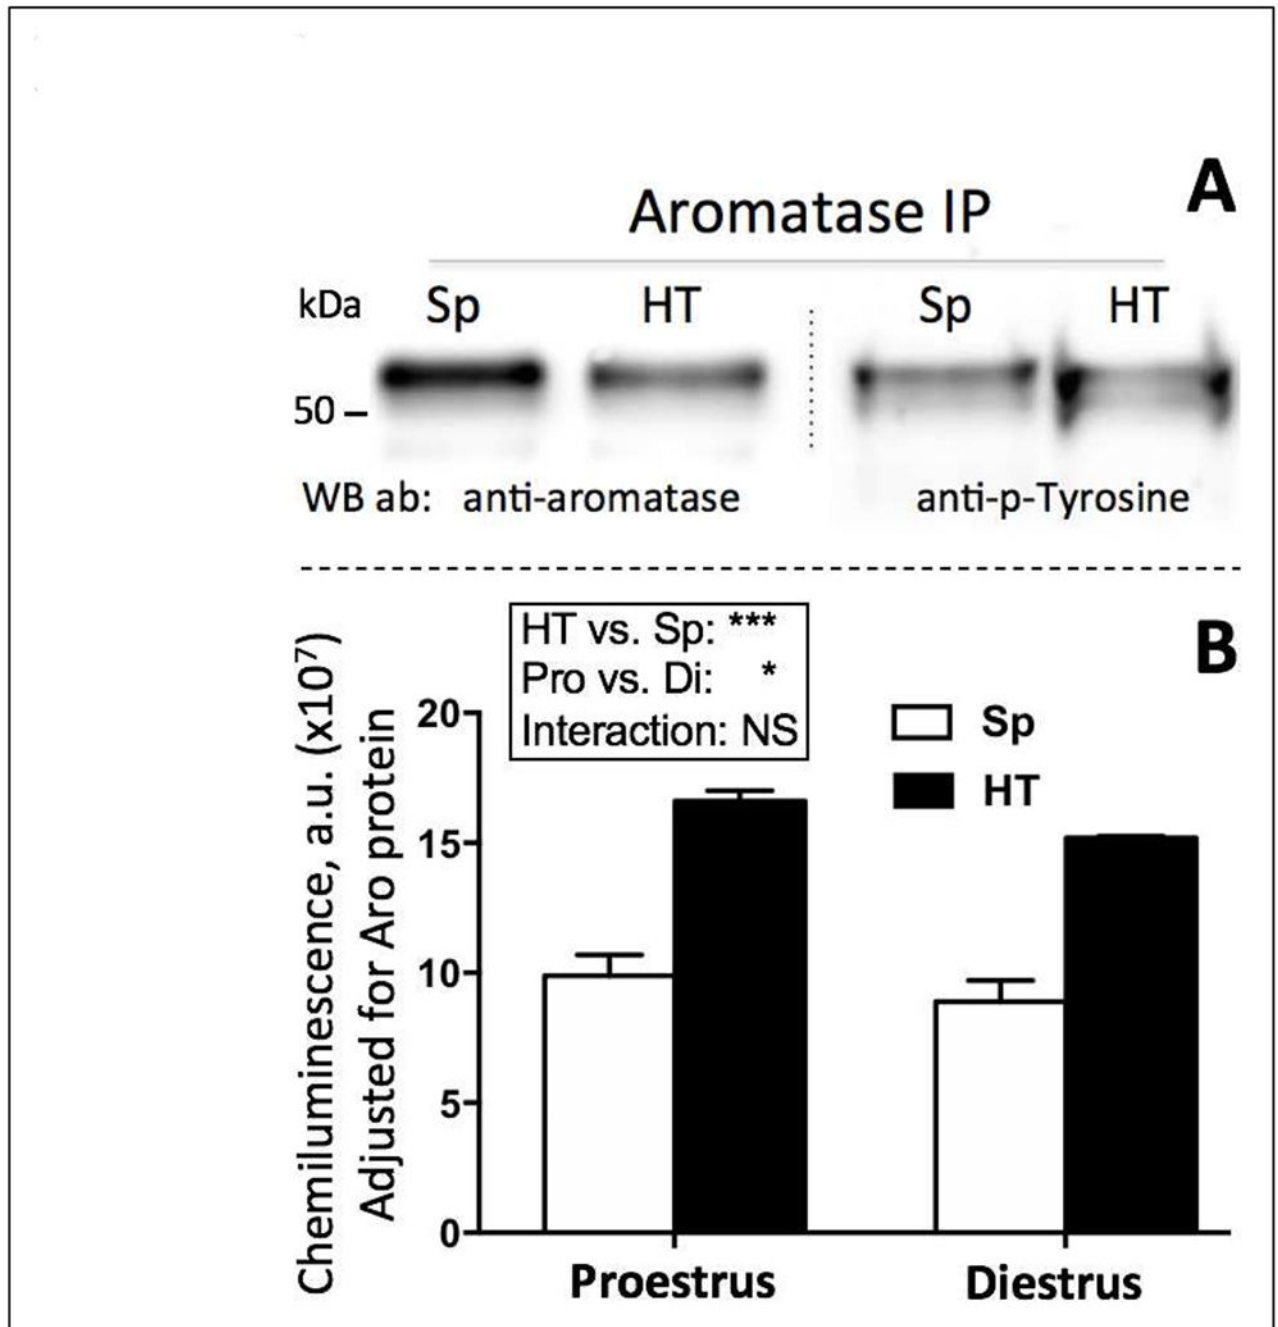 A
Aromatase IP
kDa Sp HT Sp HT
50 –
WB ab: anti-aromatase anti-p-Tyrosine
B
HT vs. Sp: ***
Pro vs. Di: *
Interaction: NS
Sp
HT
Chemiluminescence, a.u. (x10⁷)
Adjusted for Aro protein
20
15
10
5
0
Proestrus Diestrus